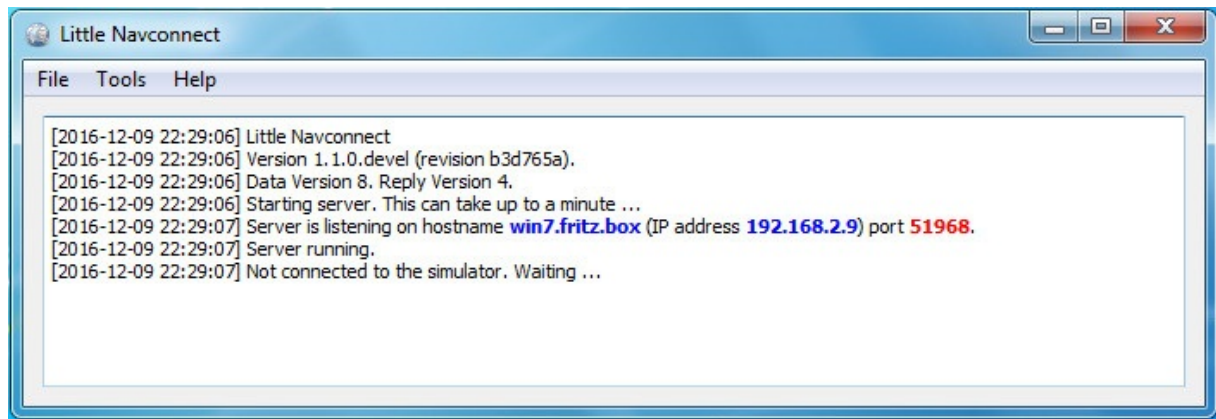 Little Navconnect
File Tools Help
[2016-12-09 22:29:06] Little Navconnect
[2016-12-09 22:29:06] Version 1.1.0.devel (revision b3d765a).
[2016-12-09 22:29:06] Data Version 8. Reply Version 4.
[2016-12-09 22:29:06] Starting server. This can take up to a minute ...
[2016-12-09 22:29:07] Server is listening on hostname win7.fritz.box (IP address 192.168.2.9) port 51968.
[2016-12-09 22:29:07] Server running.
[2016-12-09 22:29:07] Not connected to the simulator. Waiting ...